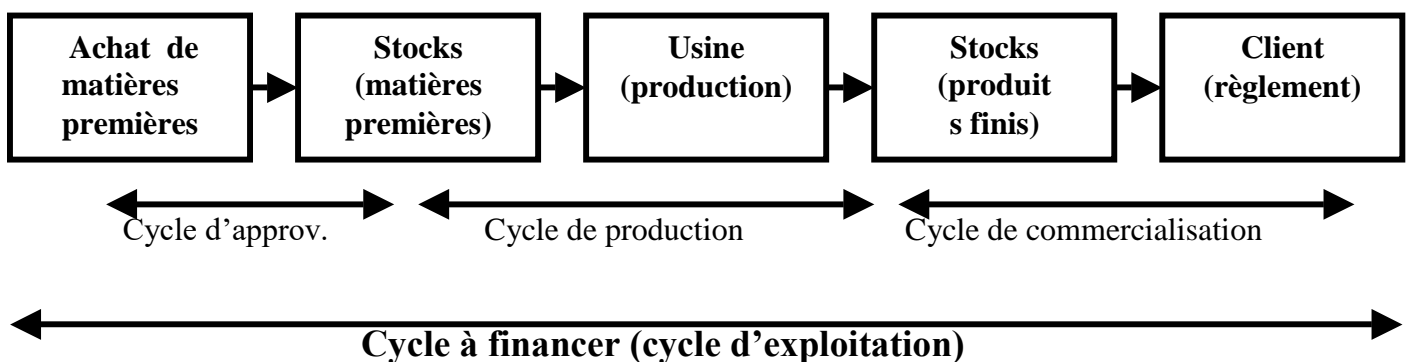 Achat de
matières
premières
Stocks
(matières
premières)
Usine
(production)
Stocks
(produit
s finis)
Client
(règlement)
Cycle d’approv.
Cycle de production
Cycle de commercialisation
Cycle à financer (cycle d’exploitation)